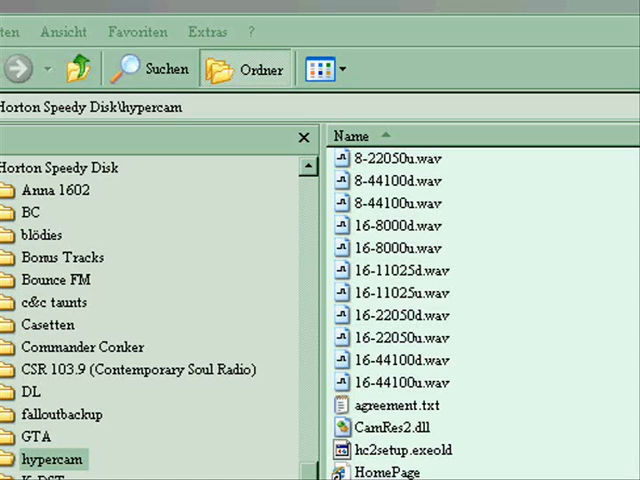 ten Ansicht Favoriten Extras ?
Suchen Ordner
Horton Speedy Disk\hypercam
Name
Horton Speedy Disk
Anna 1602
BC
blödies
Bonus Tracks
Bounce FM
c&c taunts
Casetten
Commander Conker
CSR 103.9 (Contemporary Soul Radio)
DL
falloutbackup
GTA
hypercam
8-22050u.wav
8-44100d.wav
8-44100u.wav
16-8000d.wav
16-8000u.wav
16-11025d.wav
16-11025u.wav
16-22050d.wav
16-22050u.wav
16-44100d.wav
16-44100u.wav
agreement.txt
CamRes2.dll
hc2setup.exeold
HomePage